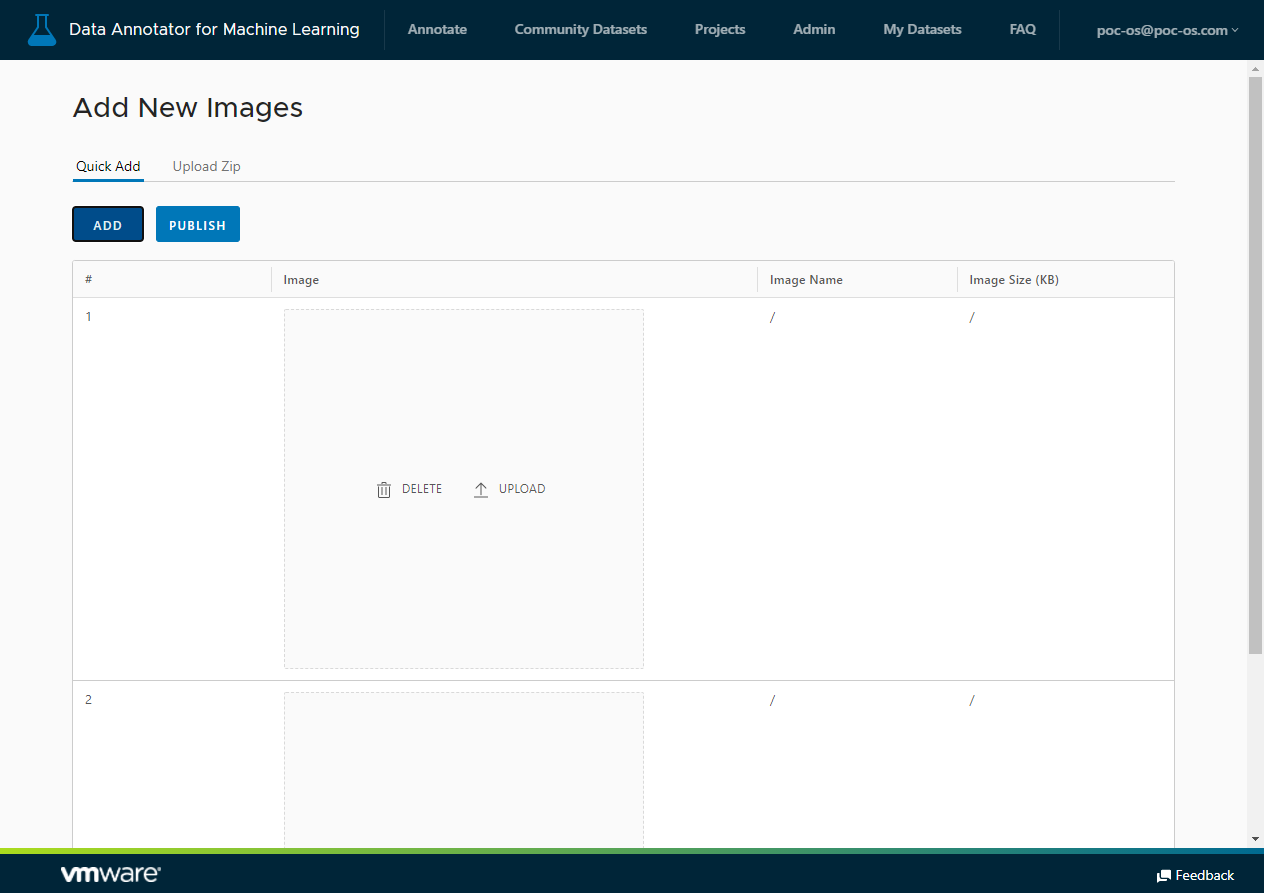 Data Annotator for Machine Learning
Annotate
Community Datasets
Projects
Admin
My Datasets
FAQ
poc-os@poc-os.com
Add New Images
Quick Add
Upload Zip
ADD
PUBLISH
# Image Image Name Image Size (KB)
1 / /
DELETE UPLOAD
2 / /
vmware
Feedback